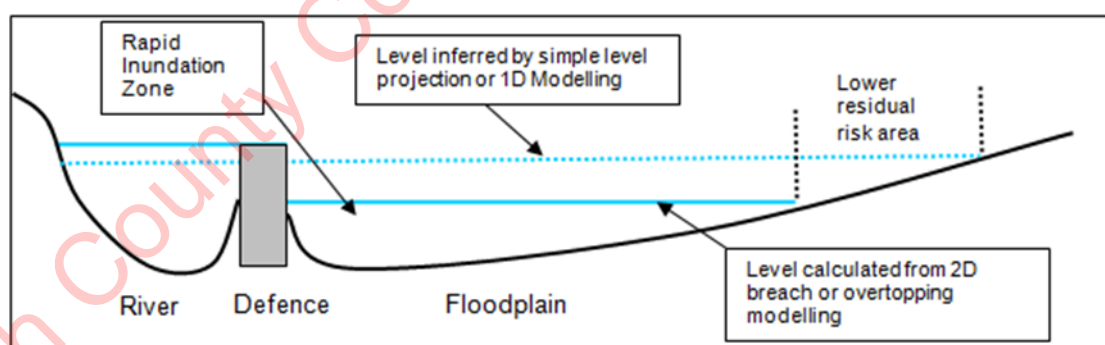 Rapid
Inundation
Zone
Level inferred by simple level
projection or 1D Modelling
Lower
residual
risk area
River
Defence
Floodplain
Level calculated from 2D
breach or overtopping
modelling
County